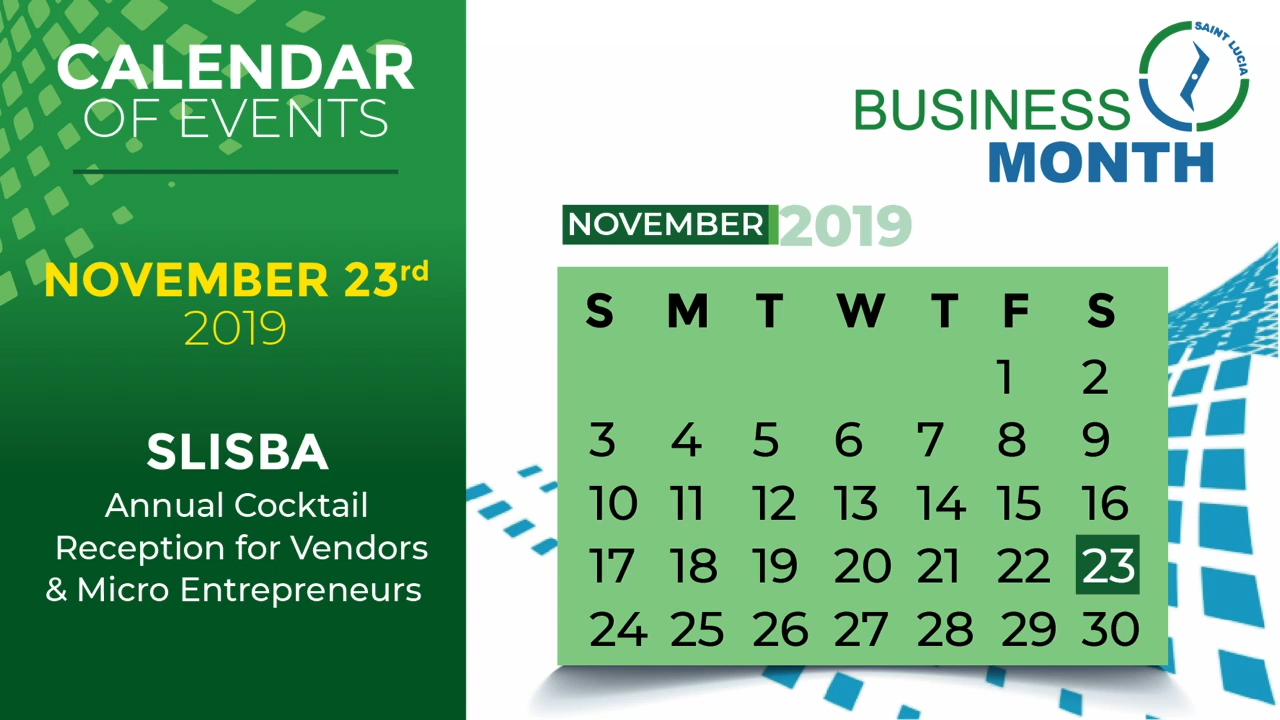 CALENDAR
OF EVENTS
NOVEMBER 23rd
2019
SLISBA
Annual Cocktail
Reception for Vendors
& Micro Entrepreneurs
SAINT LUCIA
BUSINESS
MONTH
NOVEMBER 2019
S M T W T F S
1 2
3 4 5 6 7 8 9
10 11 12 13 14 15 16
17 18 19 20 21 22 23
24 25 26 27 28 29 30